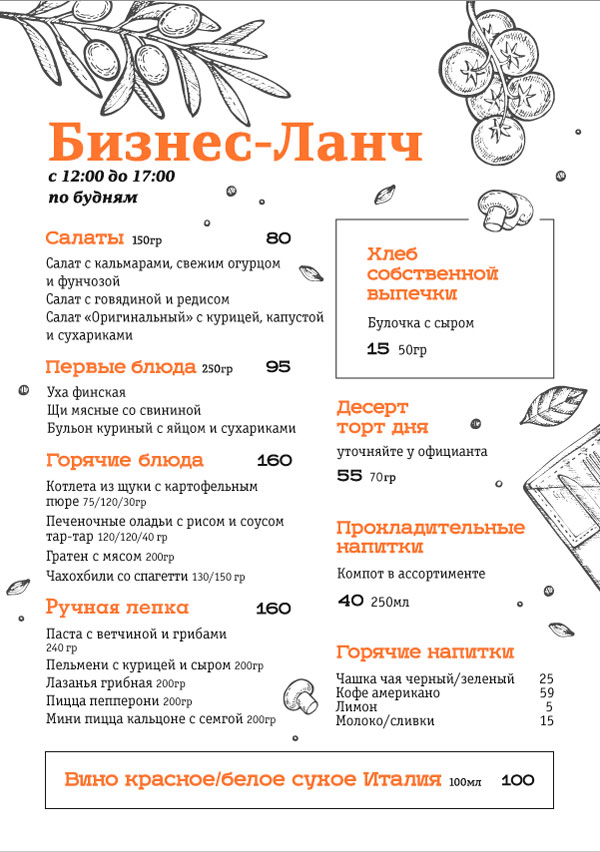 Бизнес-Ланч
с 12:00 до 17:00
по будням
Салаты 150гр 80
Салат с кальмарами, свежим огурцом
и фунчозой
Салат с говядиной и редисом
Салат «Оригинальный» с курицей, капустой
и сухариками
Первые блюда 250гр 95
Уха финская
Щи мясные со свининой
Бульон куриный с яйцом и сухариками
Горячие блюда 160
Котлета из щуки с картофельным
пюре 75/120/30гр
Печеночные оладьи с рисом и соусом
тар-тар 120/120/40 гр
Гратен с мясом 200гр
Чахохбили со спагетти 130/150 гр
Ручная лепка 160
Паста с ветчиной и грибами
240 гр
Пельмени с курицей и сыром 200гр
Лазанья грибная 200гр
Пицца пепперони 200гр
Мини пицца кальцоне с семгой 200гр
Хлеб
собственной
выпечки
Булочка с сыром
15 50гр
Десерт
торт дня
уточняйте у официанта
55 70гр
Прохладительные
напитки
Компот в ассортименте
40 250мл
Горячие напитки
Чашка чая черный/зеленый 25
Кофе американо 59
Лимон 5
Молоко/сливки 15
Вино красное/белое сухое Италия 100мл 100